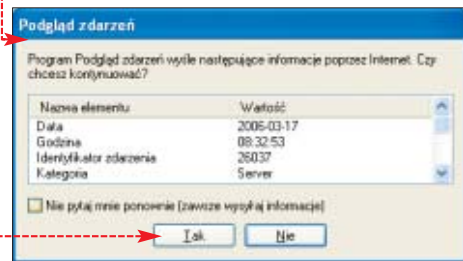 Podgląd zdarzeń
Program Podgląd zdarzeń wyśle następujące informacje poprzez Internet. Czy
chcesz kontynuować?
Nazwa elementu Wartość
Data 2006-03-17
Godzina 08:32:53
Identyfikator zdarzenia 26037
Kategoria Server
Nie pytaj mnie ponownie (zawsze wysyłaj informacje)
Tak Nie